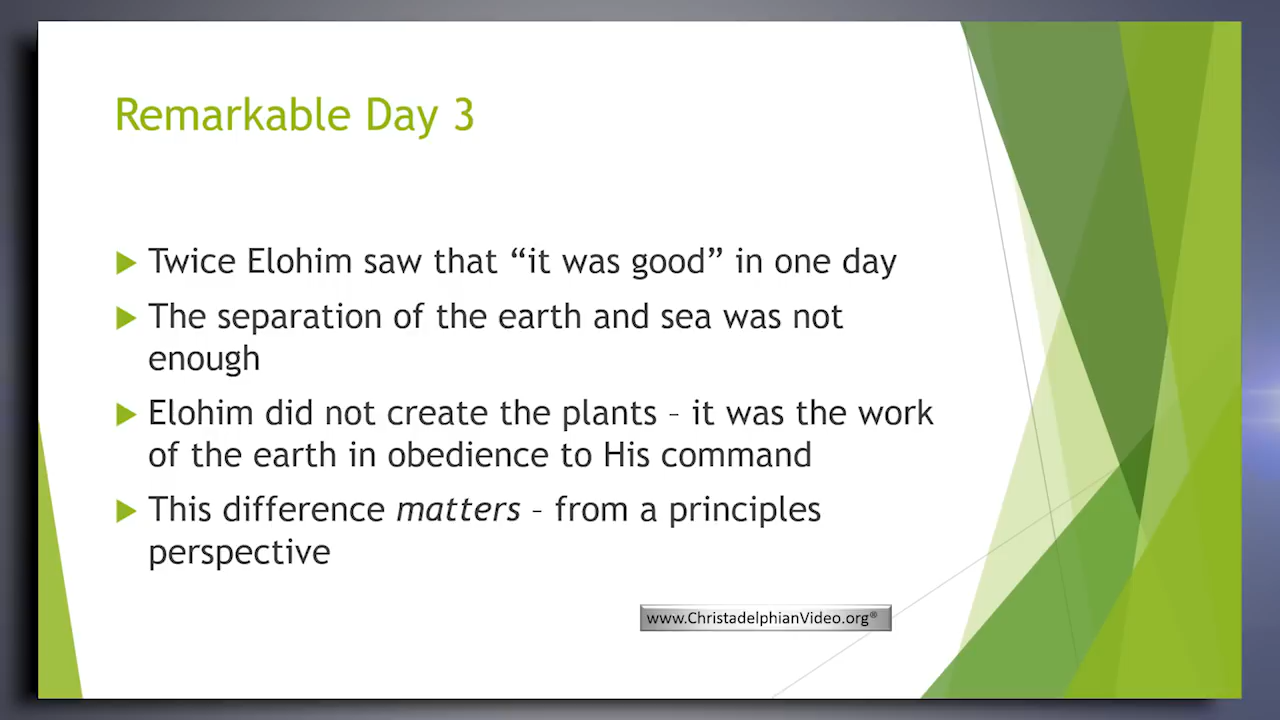 Remarkable Day 3
Twice Elohim saw that “it was good” in one day
The separation of the earth and sea was not
enough
Elohim did not create the plants – it was the work
of the earth in obedience to His command
This difference matters – from a principles
perspective
www.ChristadelphianVideo.org®